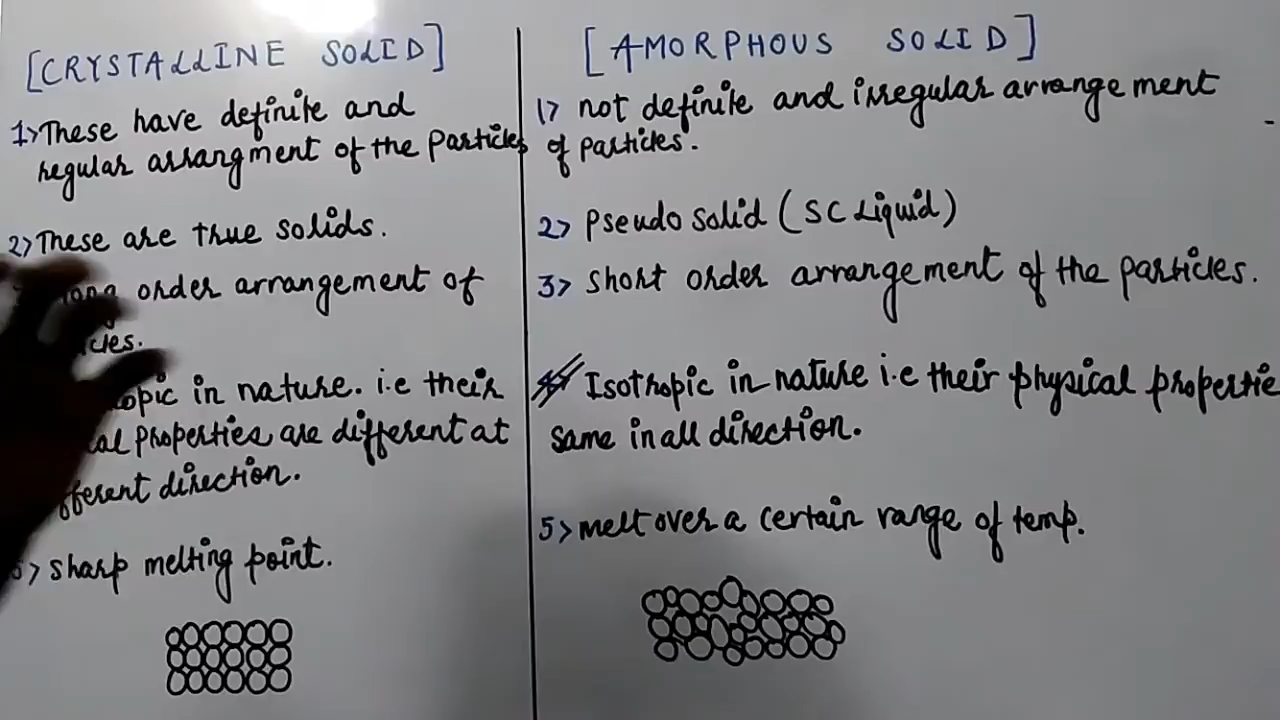 [CRYSTALLINE SOLID]
1> These have definite and
regular arrangment of the Particles
2> These are true solids.
order arrangement of
cles.
opic in nature. i.e their
al Properties are different at
fferent direction.
> sharp melting point.
[AMORPHOUS SOLID]
1> not definite and irregular arrangement
of particles.
2> Pseudo solid (SC Liquid)
3> short order arrangement of the particles.
Isotropic in nature i.e their physical propertie
same in all direction.
5> melt over a certain range of temp.